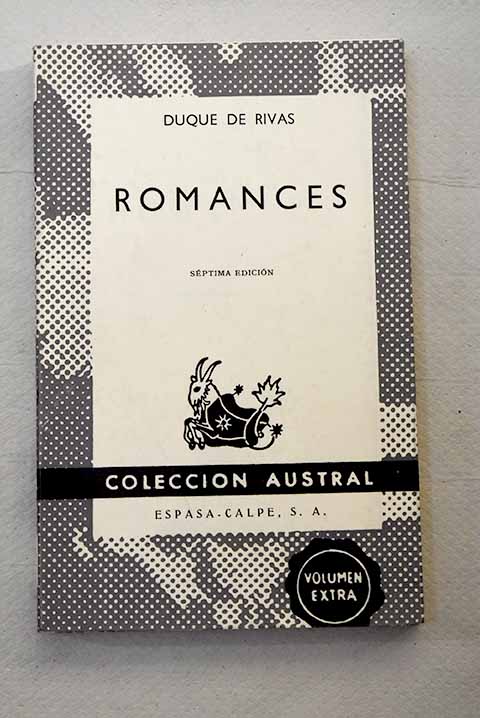 DUQUE DE RIVAS
ROMANCES
SÉPTIMA EDICIÓN
COLECCION AUSTRAL
ESPASA-CALPE, S. A.
VOLUMEN
EXTRA